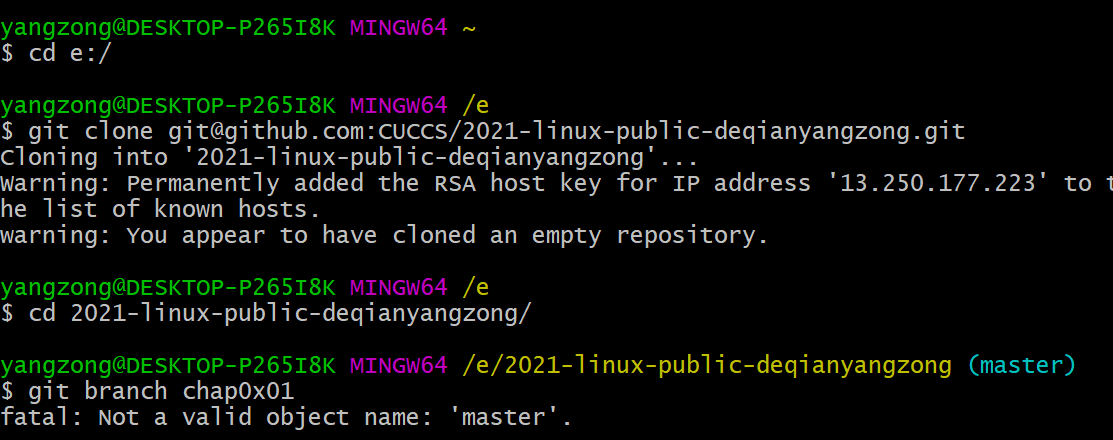 yangzong@DESKTOP-P265I8K MINGW64 ~
$ cd e:/
yangzong@DESKTOP-P265I8K MINGW64 /e
$ git clone git@github.com:CUCCS/2021-linux-public-deqianyangzong.git
Cloning into '2021-linux-public-deqianyangzong'...
Warning: Permanently added the RSA host key for IP address '13.250.177.223' to t
he list of known hosts.
warning: You appear to have cloned an empty repository.
yangzong@DESKTOP-P265I8K MINGW64 /e
$ cd 2021-linux-public-deqianyangzong/
yangzong@DESKTOP-P265I8K MINGW64 /e/2021-linux-public-deqianyangzong (master)
$ git branch chap0x01
fatal: Not a valid object name: 'master'.